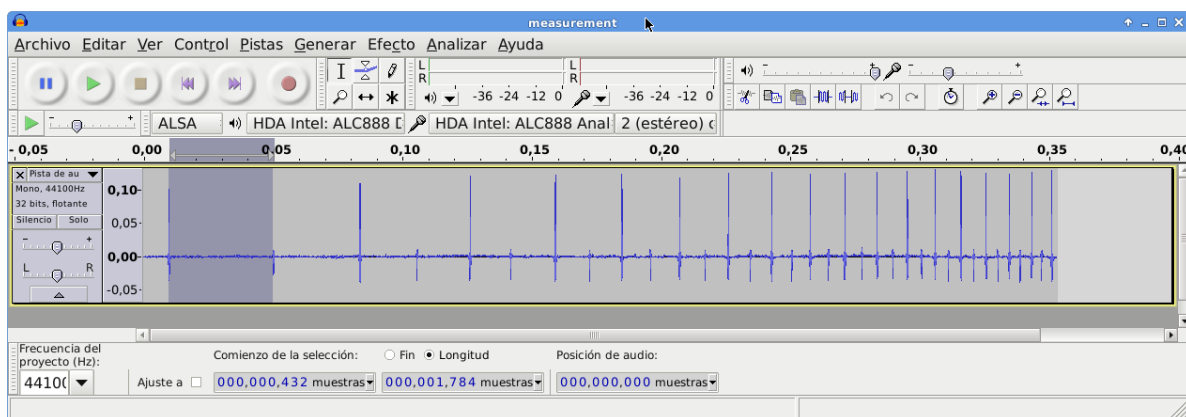 measurement
Archivo Editar Ver Control Pistas Generar Efecto Analizar Ayuda
L
R
-36 -24 -12 0
L
R
-36 -24 -12 0
- +
- +
- +
ALSA
HDA Intel: ALC888 D
HDA Intel: ALC888 Anal
2 (estéreo) c
- 0,05 0,00 0,05 0,10 0,15 0,20 0,25 0,30 0,35 0,40
X Pista de au
Mono, 44100Hz
32 bits, flotante
Silencio Solo
- +
L R
0,10-
0,05-
0,00-
-0,05-
Frecuencia del
proyecto (Hz):
4410(
Comienzo de la selección:
Fin Longitud
Posición de audio:
Ajuste a
000,000,432 muestras
000,001,784 muestras
000,000,000 muestras